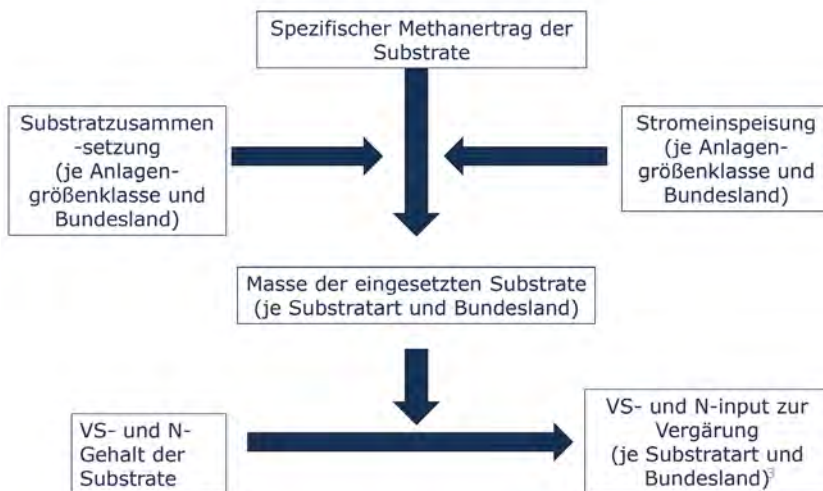 Spezifischer Methanertrag der
Substrate
Substratzusammen
-setzung
(je Anlagen-
größenklasse und
Bundesland)
Stromeinspeisung
(je Anlagen-
größenklasse und
Bundesland)
Masse der eingesetzten Substrate
(je Substratart und Bundesland)
VS- und N-
Gehalt der
Substrate
VS- und N-input zur
Vergärung
(je Substratart und
Bundesland)3